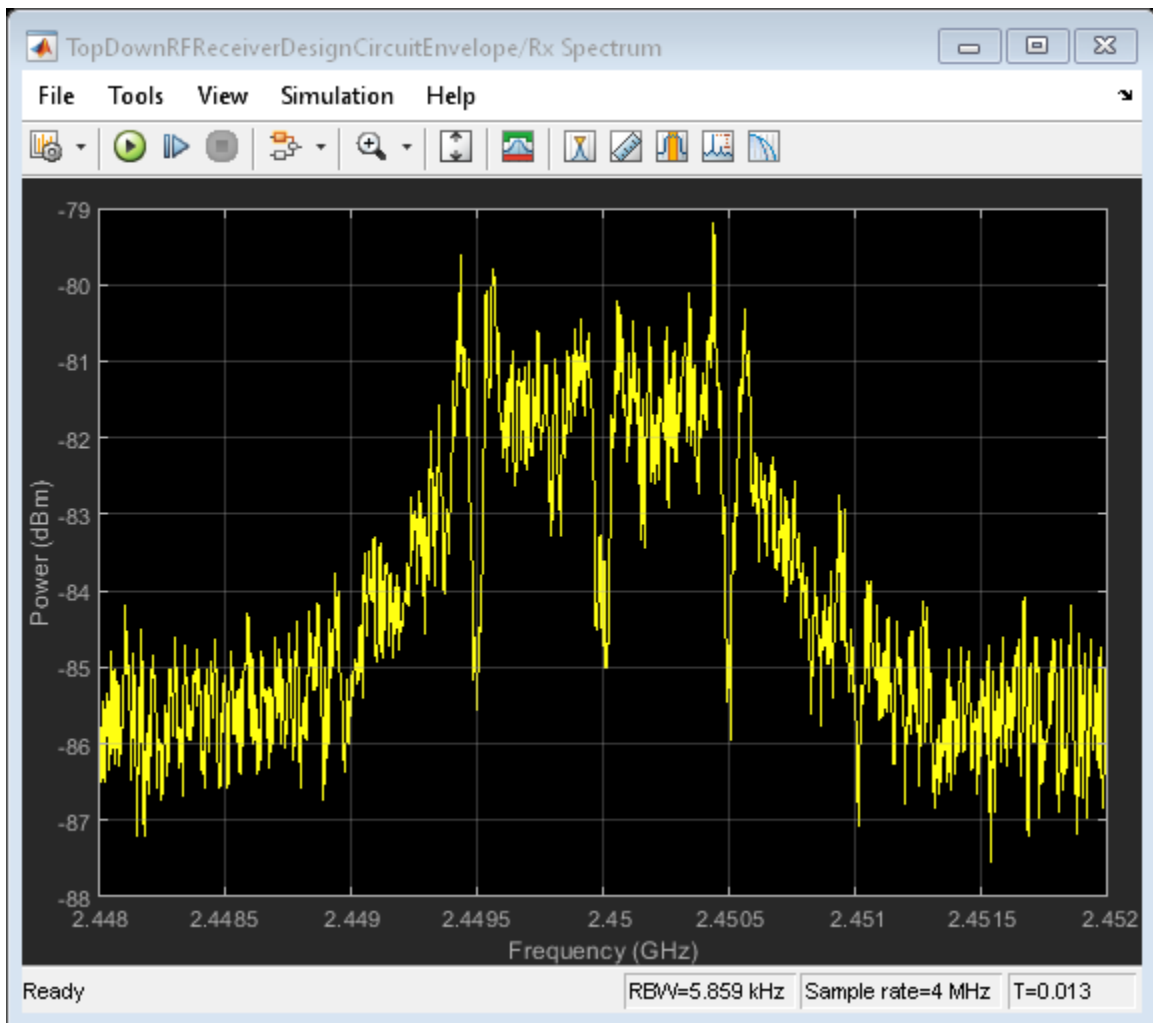 TopDownRFReceiverDesignCircuitEnvelope/Rx Spectrum
File Tools View Simulation Help
-79
-80
-81
-82
-83
-84
-85
-86
-87
-88
Power (dBm)
2.448 2.4485 2.449 2.4495 2.45 2.4505 2.451 2.4515 2.452
Frequency (GHz)
Ready RBW=5.859 kHz Sample rate=4 MHz T=0.013